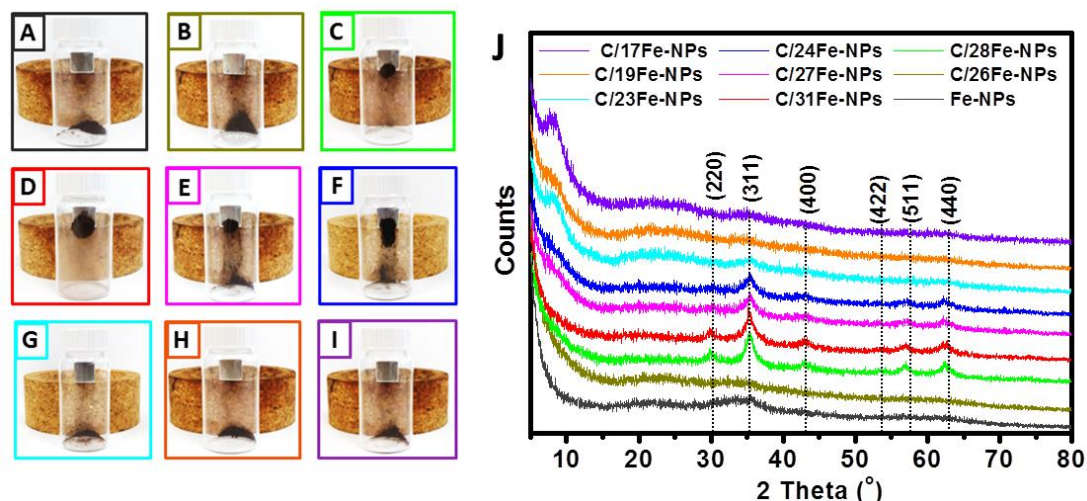 A
B
C
D
E
F
G
H
I
J
C/17Fe-NPs C/24Fe-NPs C/28Fe-NPs
C/19Fe-NPs C/27Fe-NPs C/26Fe-NPs
C/23Fe-NPs C/31Fe-NPs Fe-NPs
(220)
(311)
(400)
(422)
(511)
(440)
Counts
10 20 30 40 50 60 70 80
2 Theta (°)